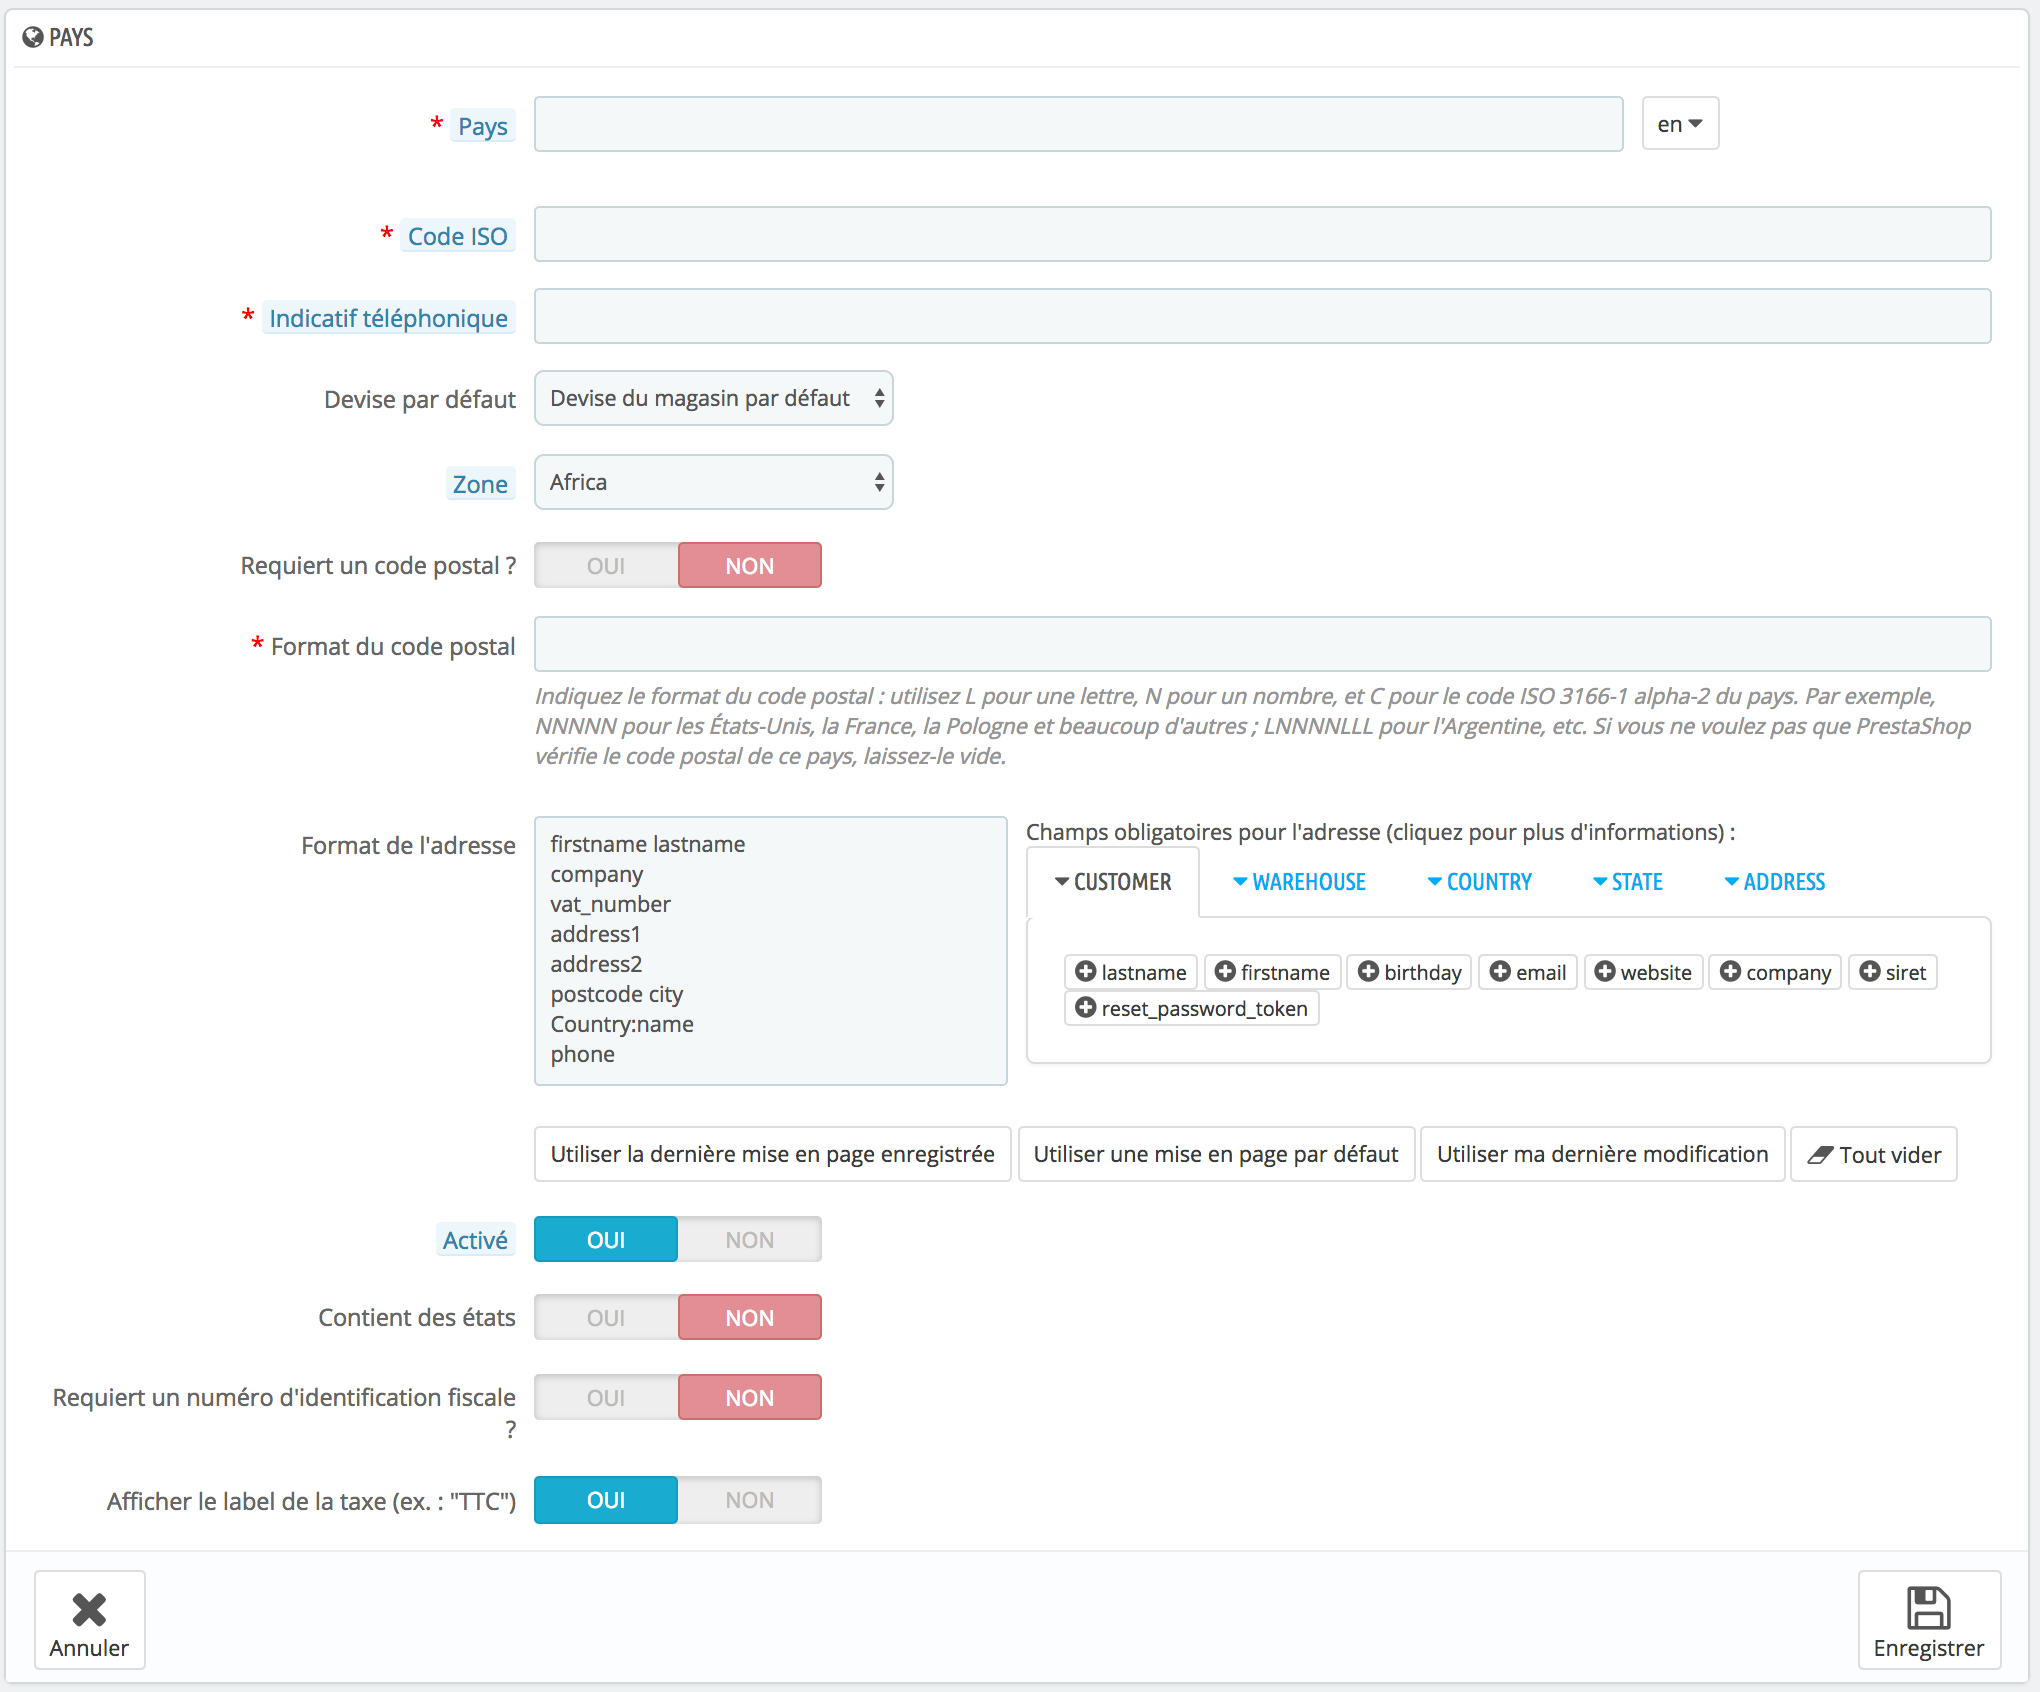 PAYS
* Pays
en
* Code ISO
* Indicatif téléphonique
Devise par défaut
Devise du magasin par défaut
Zone
Africa
Requiert un code postal ?
OUI NON
* Format du code postal
Indiquez le format du code postal : utilisez L pour une lettre, N pour un nombre, et C pour le code ISO 3166-1 alpha-2 du pays. Par exemple,
NNNNN pour les États-Unis, la France, la Pologne et beaucoup d'autres ; LNNNNLLL pour l'Argentine, etc. Si vous ne voulez pas que PrestaShop
vérifie le code postal de ce pays, laissez-le vide.
Format de l'adresse
firstname lastname
company
vat_number
address1
address2
postcode city
Country:name
phone
Champs obligatoires pour l'adresse (cliquez pour plus d'informations) :
CUSTOMER WAREHOUSE COUNTRY STATE ADDRESS
lastname firstname birthday email website company siret
reset_password_token
Utiliser la dernière mise en page enregistrée Utiliser une mise en page par défaut Utiliser ma dernière modification Tout vider
Activé
OUI NON
Contient des états
OUI NON
Requiert un numéro d'identification fiscale
?
OUI NON
Afficher le label de la taxe (ex. : "TTC")
OUI NON
Annuler
Enregistrer